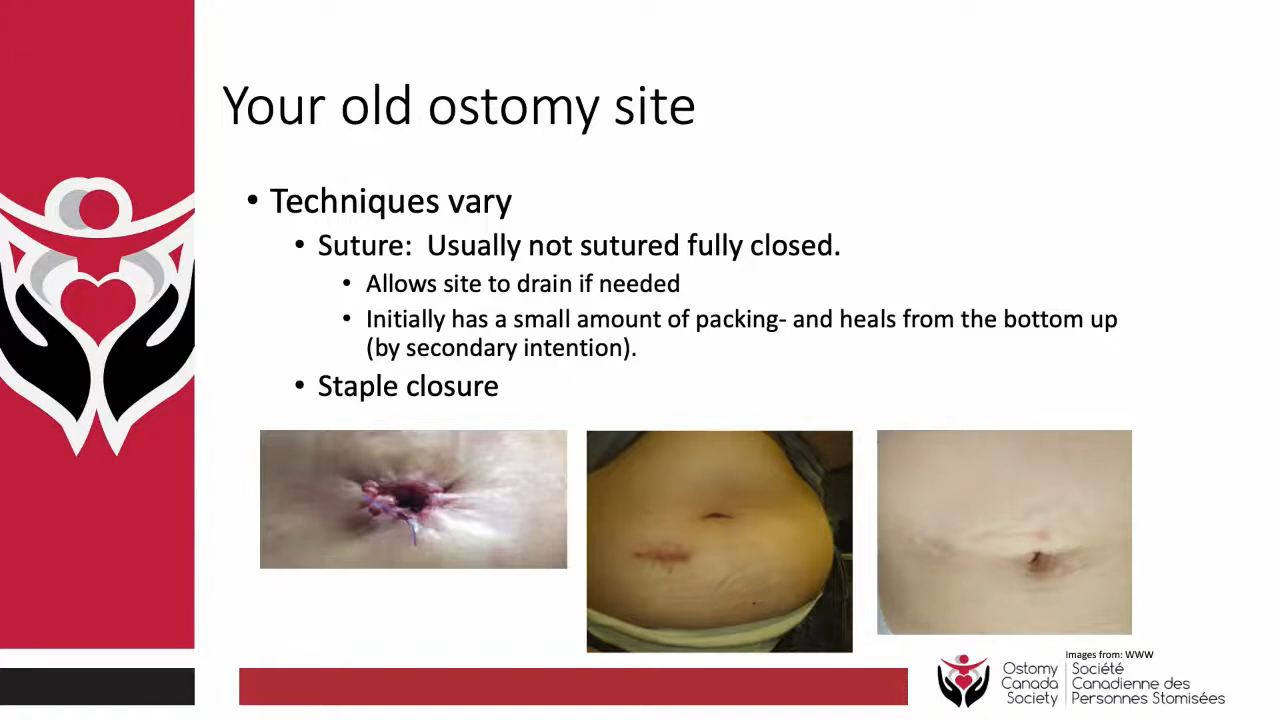 Your old ostomy site
• Techniques vary
• Suture:  Usually not sutured fully closed.
• Allows site to drain if needed
• Initially has a small amount of packing- and heals from the bottom up
(by secondary intention).
• Staple closure
Images from: WWW
Ostomy
Canada
Society
Société
Canadienne des
Personnes Stomisées